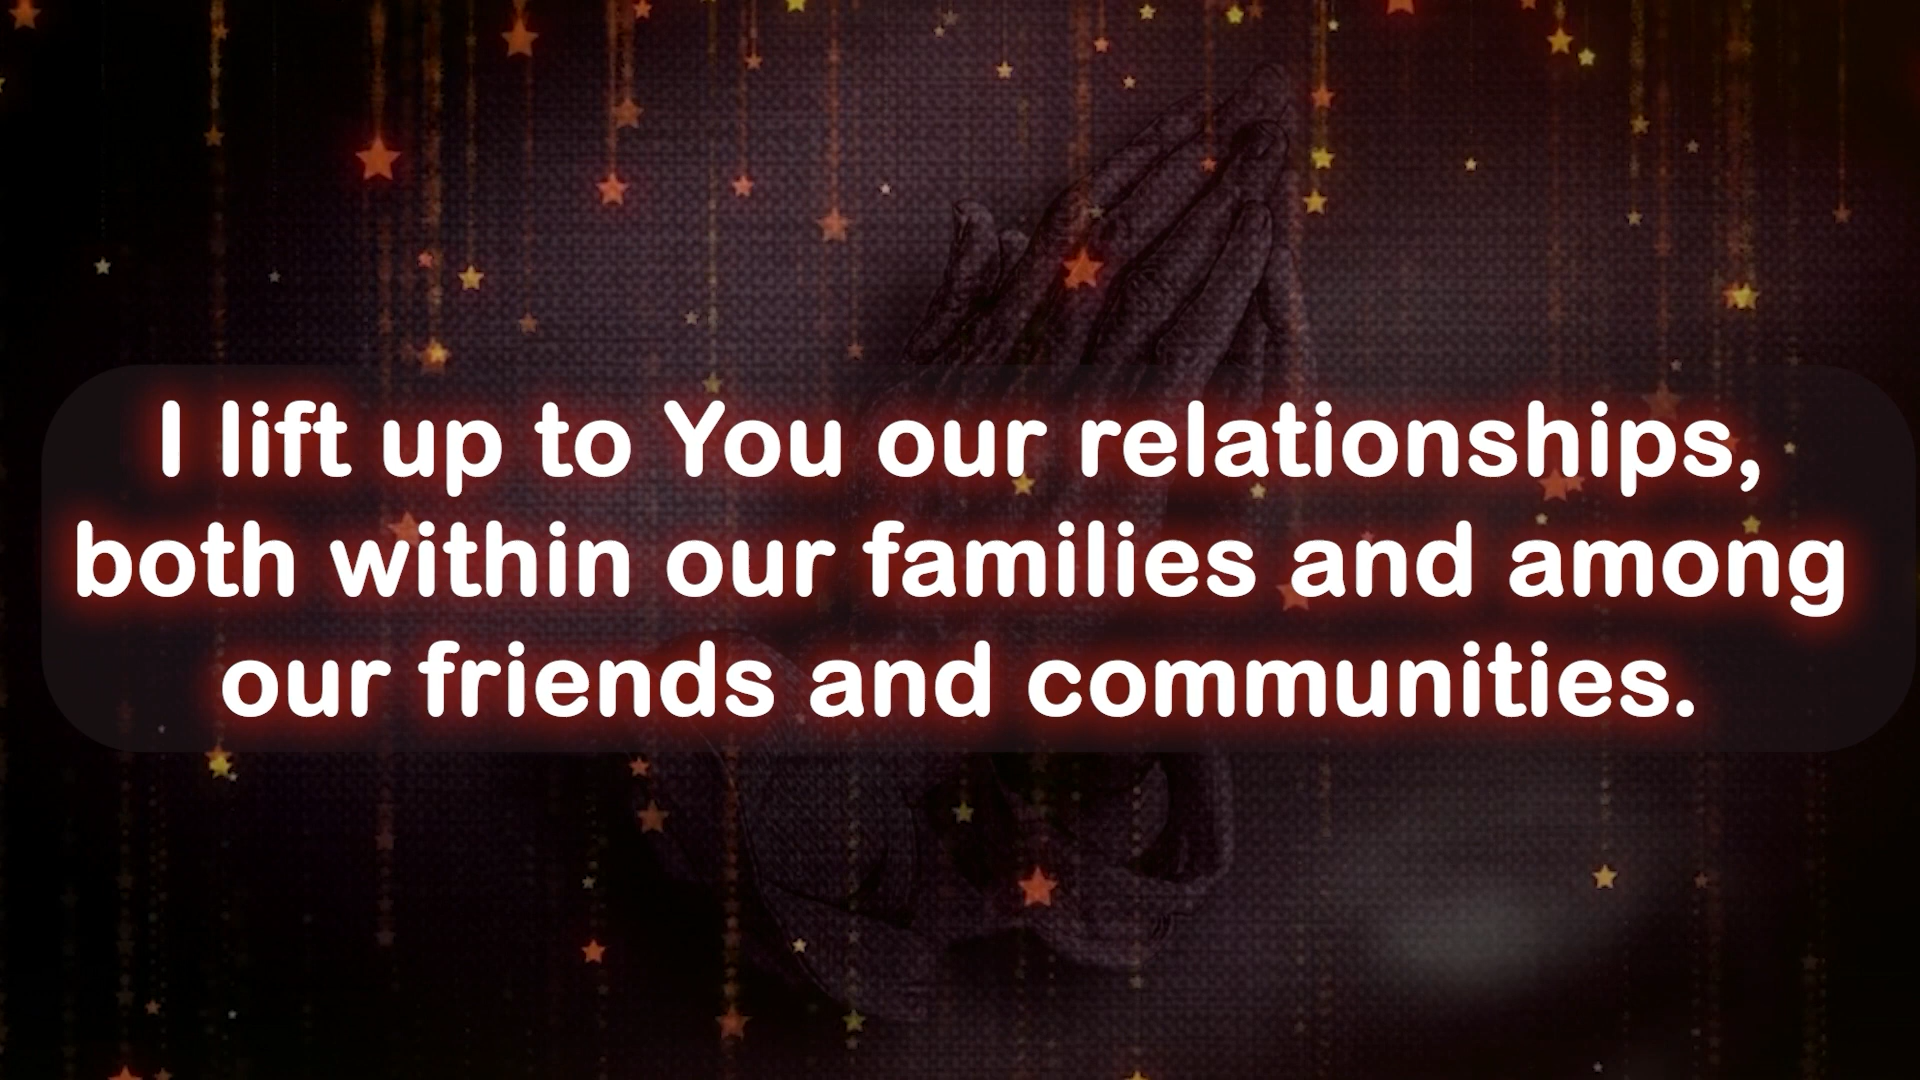 I lift up to You our relationships,
both within our families and among
our friends and communities.